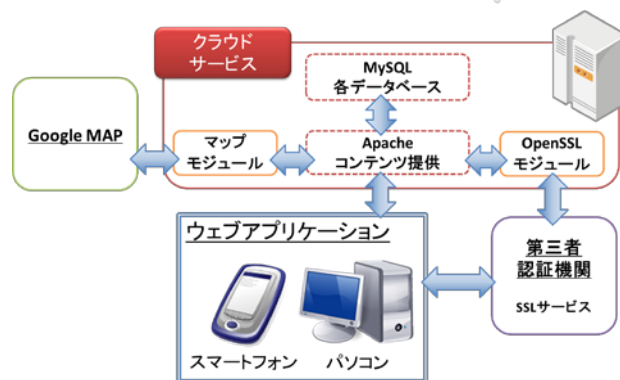 クラウド
サービス
MySQL
各データベース
Google MAP
マップ
モジュール
Apache
コンテンツ提供
OpenSSL
モジュール
ウェブアプリケーション
スマートフォン
パソコン
第三者
認証機関
SSLサービス